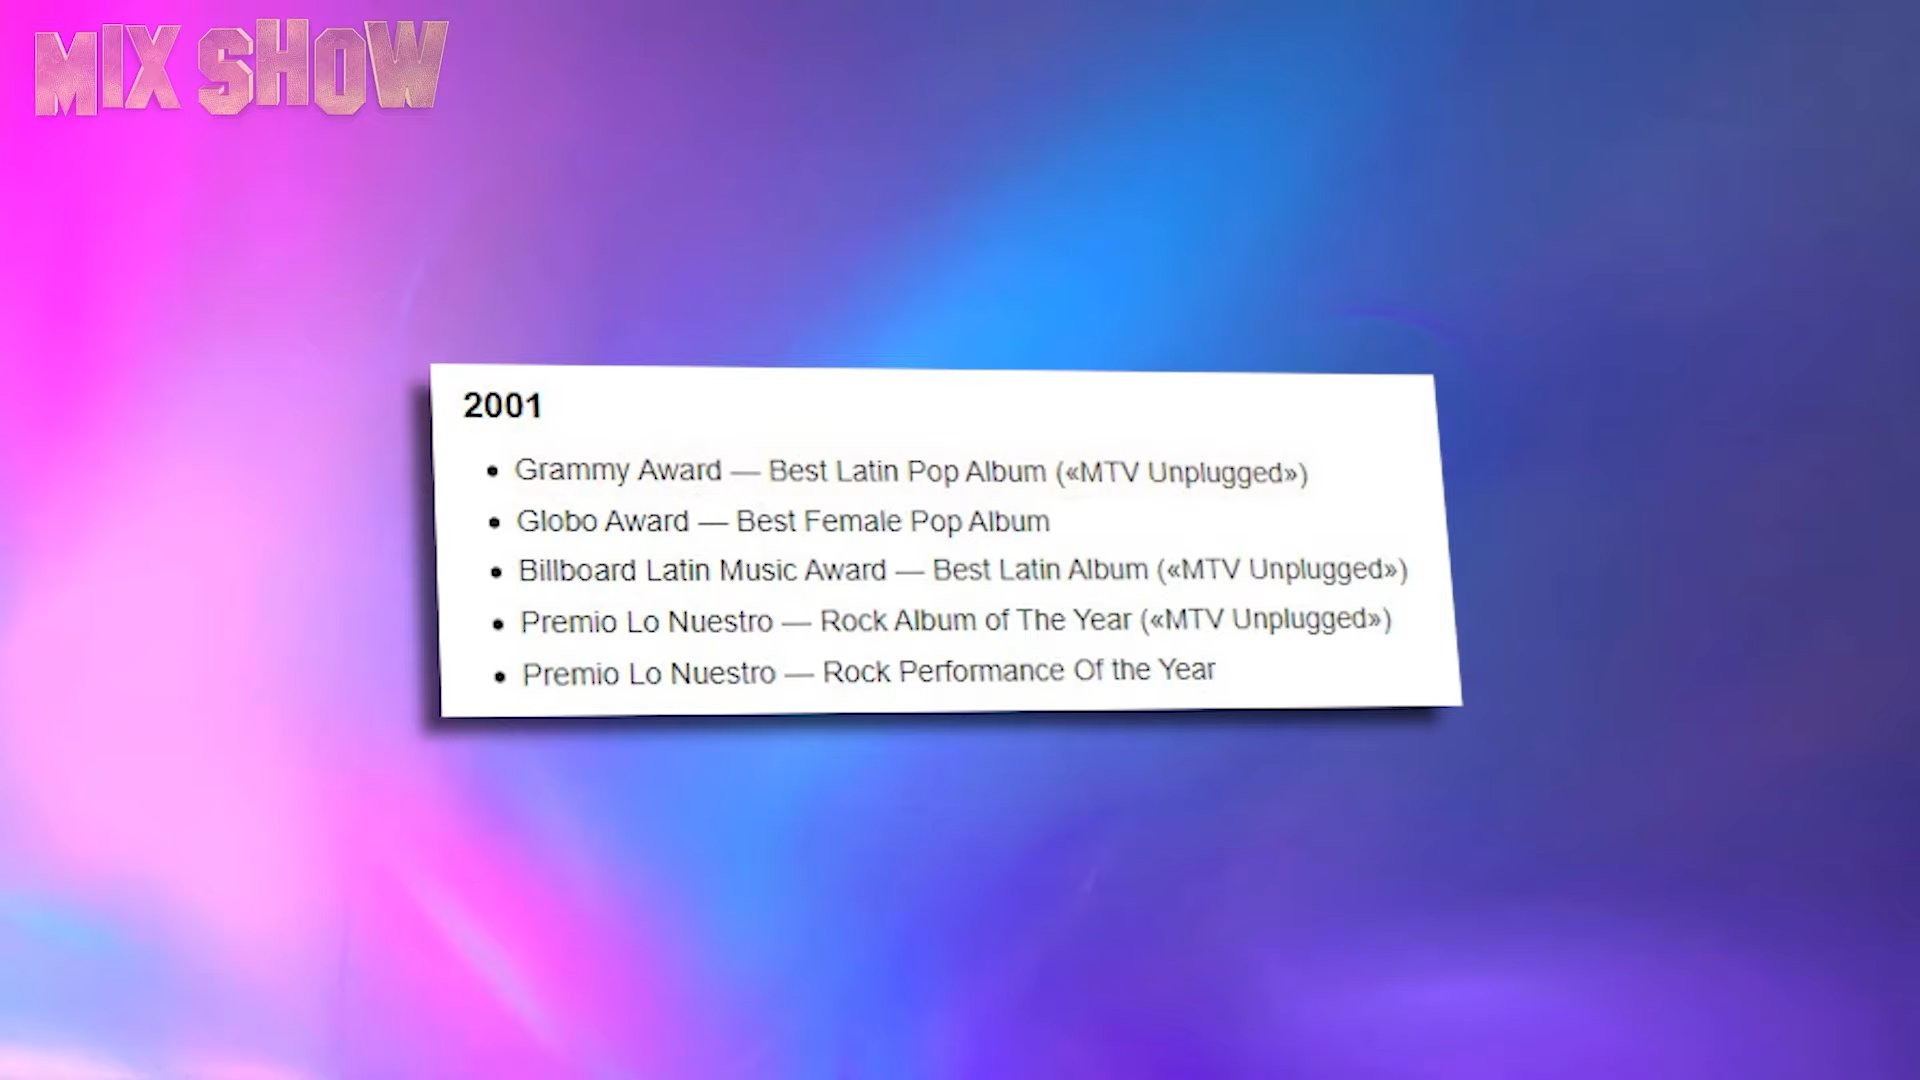 MIX SHOW
2001
• Grammy Award — Best Latin Pop Album («MTV Unplugged»)
• Globo Award — Best Female Pop Album
• Billboard Latin Music Award — Best Latin Album («MTV Unplugged»)
• Premio Lo Nuestro — Rock Album of The Year («MTV Unplugged»)
• Premio Lo Nuestro — Rock Performance Of the Year